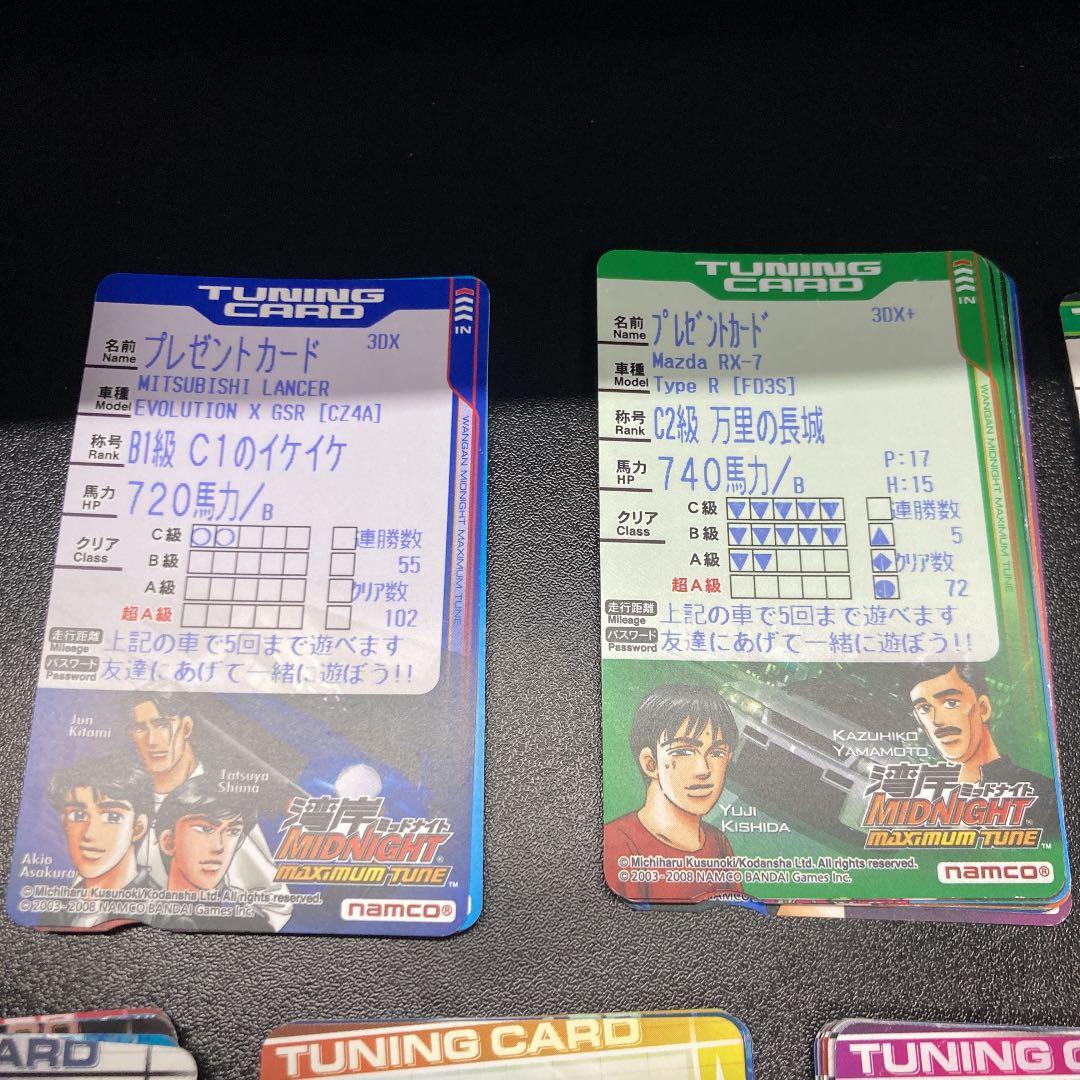 TUNING
CARD
IN
名前
Name
プレゼントカード
3DX
車種
Model
MITSUBISHI LANCER
EVOLUTION X GSR [CZ4A]
称号
Rank
B1級 C1のイケイケ
馬力
HP
720馬力/B
クリア
Class
C級
○○
連勝数
B級
55
A級
クリア数
超A級
102
走行距離
Mileage
上記の車で5回まで遊べます
パスワード
Password
友達にあげて一緒に遊ぼう!!
WANGAN MIDNIGHT MAXIMUM TUNE
Jun
Kitami
Tatsuya
Shima
Akio
Asakura
湾岸ミッドナイト
MIDNIGHT
MAXIMUM TUNE™
© Michiharu Kusunoki/Kodansha Ltd. All rights reserved.
© 2003-2008 NAMCO BANDAI Games Inc.
namco®
TUNING
CARD
IN
名前
Name
プレゼントカード
3DX+
車種
Model
Mazda RX-7
Type R [FD3S]
称号
Rank
C2級 万里の長城
馬力
HP
740馬力/B
P:17
H:15
クリア
Class
C級
▼▼▼▼▼
連勝数
B級
▼▼▼▼▼
▲
5
A級
▼▼
◆
クリア数
超A級
●
72
走行距離
Mileage
上記の車で5回まで遊べます
パスワード
Password
友達にあげて一緒に遊ぼう!!
WANGAN MIDNIGHT MAXIMUM TUNE
KAZUHIKO
YAMAMOTO
YUJI
KISHIDA
湾岸ミッドナイト
MIDNIGHT®
MAXIMUM TUNE™
© Michiharu Kusunoki/Kodansha Ltd. All rights reserved.
© 2003-2008 NAMCO BANDAI Games Inc.
namco®
ARD
TUNING CARD
TUNING C